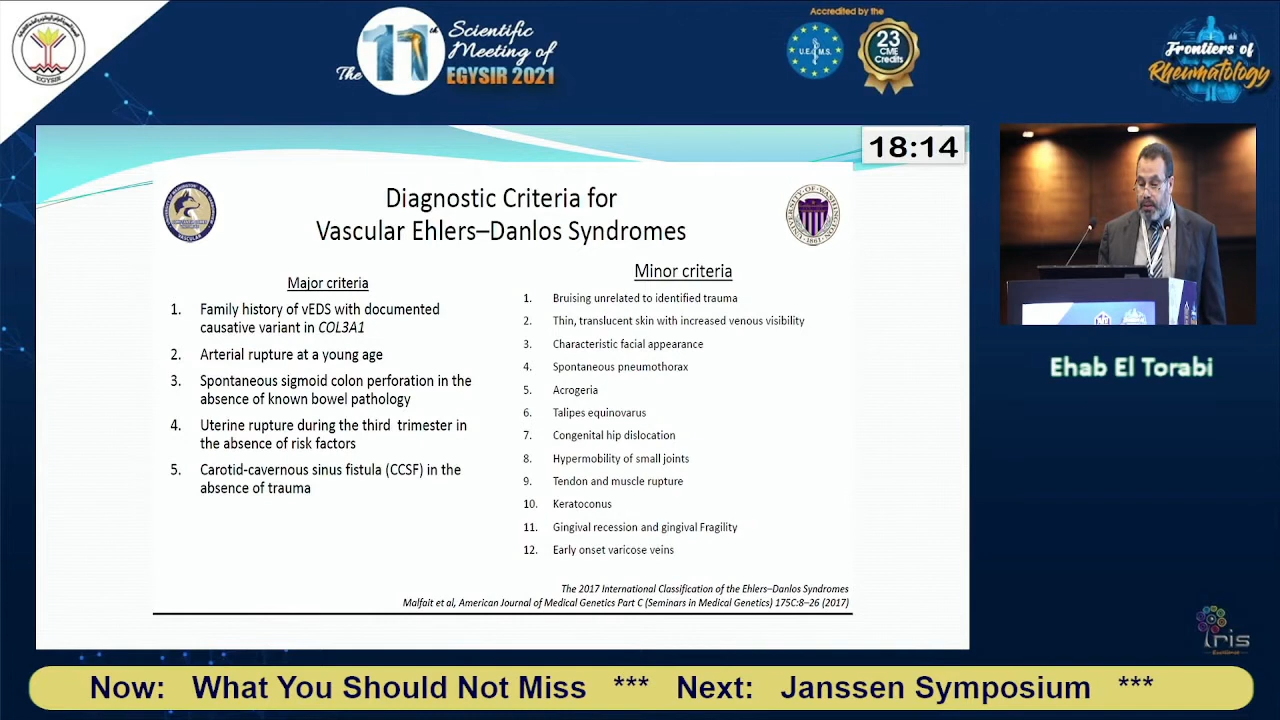 Accredited by the
The 11th
Scientific
Meeting of
EGYSIR 2021
EGYSIR
U.E.M.S.
23
CME
Credits
Frontiers of
Rheumatology
18:14
Diagnostic Criteria for
Vascular Ehlers–Danlos Syndromes
Major criteria
1. Family history of vEDS with documented
causative variant in COL3A1
2. Arterial rupture at a young age
3. Spontaneous sigmoid colon perforation in the
absence of known bowel pathology
4. Uterine rupture during the third trimester in
the absence of risk factors
5. Carotid-cavernous sinus fistula (CCSF) in the
absence of trauma
Minor criteria
1. Bruising unrelated to identified trauma
2. Thin, translucent skin with increased venous visibility
3. Characteristic facial appearance
4. Spontaneous pneumothorax
5. Acrogeria
6. Talipes equinovarus
7. Congenital hip dislocation
8. Hypermobility of small joints
9. Tendon and muscle rupture
10. Keratoconus
11. Gingival recession and gingival Fragility
12. Early onset varicose veins
The 2017 International Classification of the Ehlers–Danlos Syndromes
Malfait et al, American Journal of Medical Genetics Part C (Seminars in Medical Genetics) 175C:8–26 (2017)
Ehab El Torabi
Iris
Now: What You Should Not Miss *** Next: Janssen Symposium ***